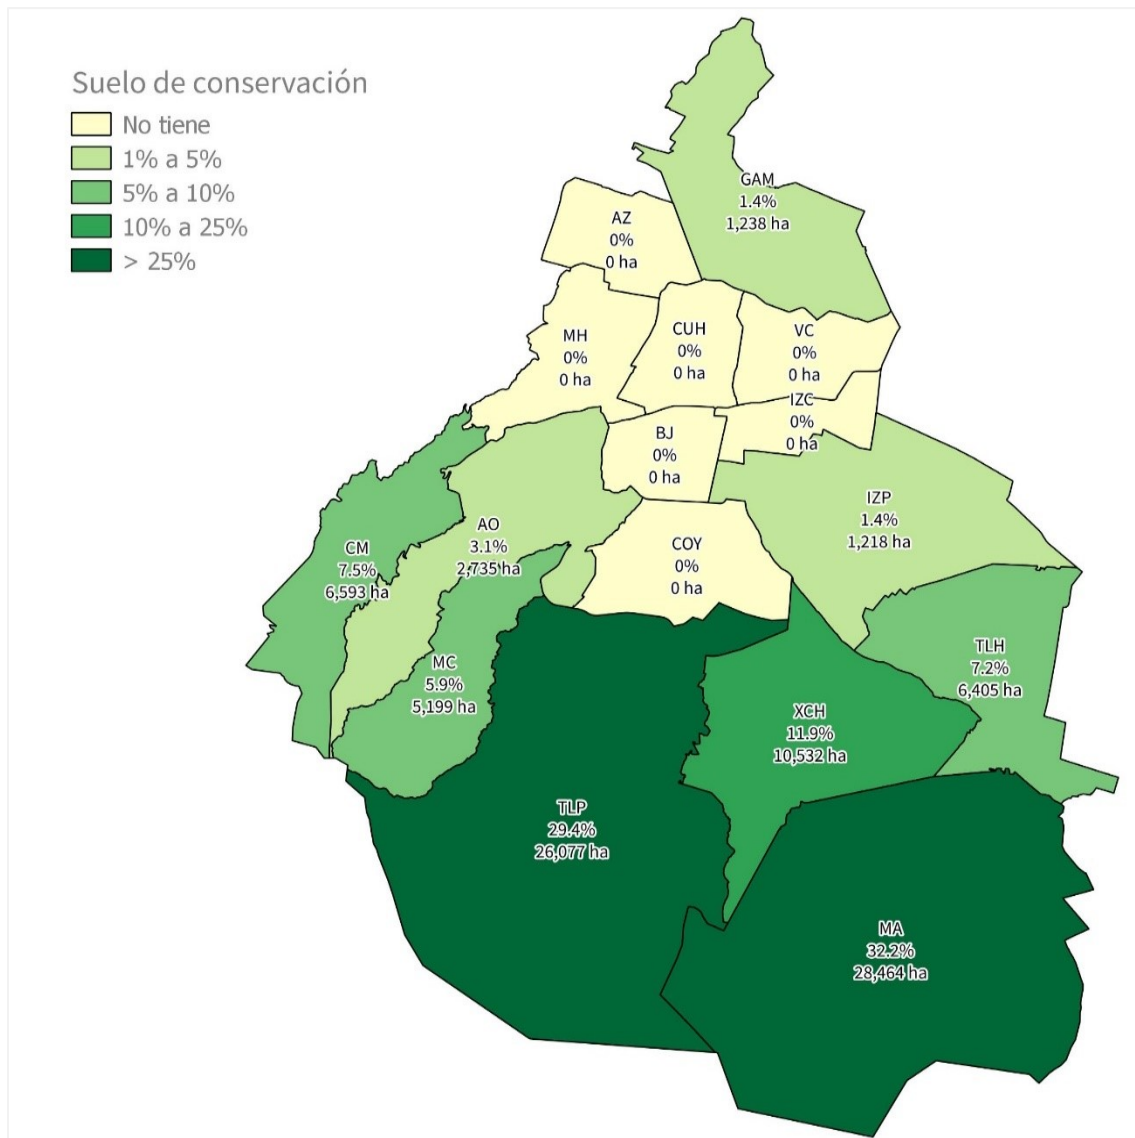 Suelo de conservación
No tiene
1% a 5%
5% a 10%
10% a 25%
> 25%
GAM
1.4%
1,238 ha
AZ
0%
0 ha
MH
0%
0 ha
CUH
0%
0 ha
VC
0%
0 ha
IZC
0%
0 ha
BJ
0%
0 ha
IZP
1.4%
1,218 ha
AO
3.1%
2,735 ha
CM
7.5%
6,593 ha
COY
0%
0 ha
MC
5.9%
5,199 ha
TLH
7.2%
6,405 ha
XCH
11.9%
10,532 ha
TLP
29.4%
26,077 ha
MA
32.2%
28,464 ha